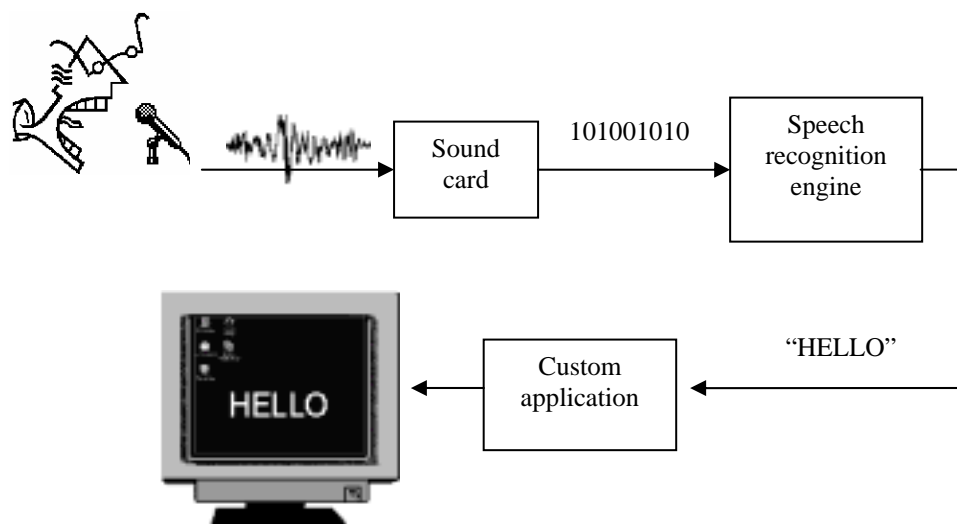 101001010
Sound
card
Speech
recognition
engine
“HELLO”
Custom
application
HELLO